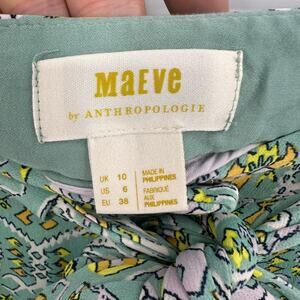 MAEVE
by ANTHROPOLOGIE
UK 10
US 6
EU 38
MADE IN
PHILIPPINES
FABRIQUÉ
AUX
PHILIPPINES